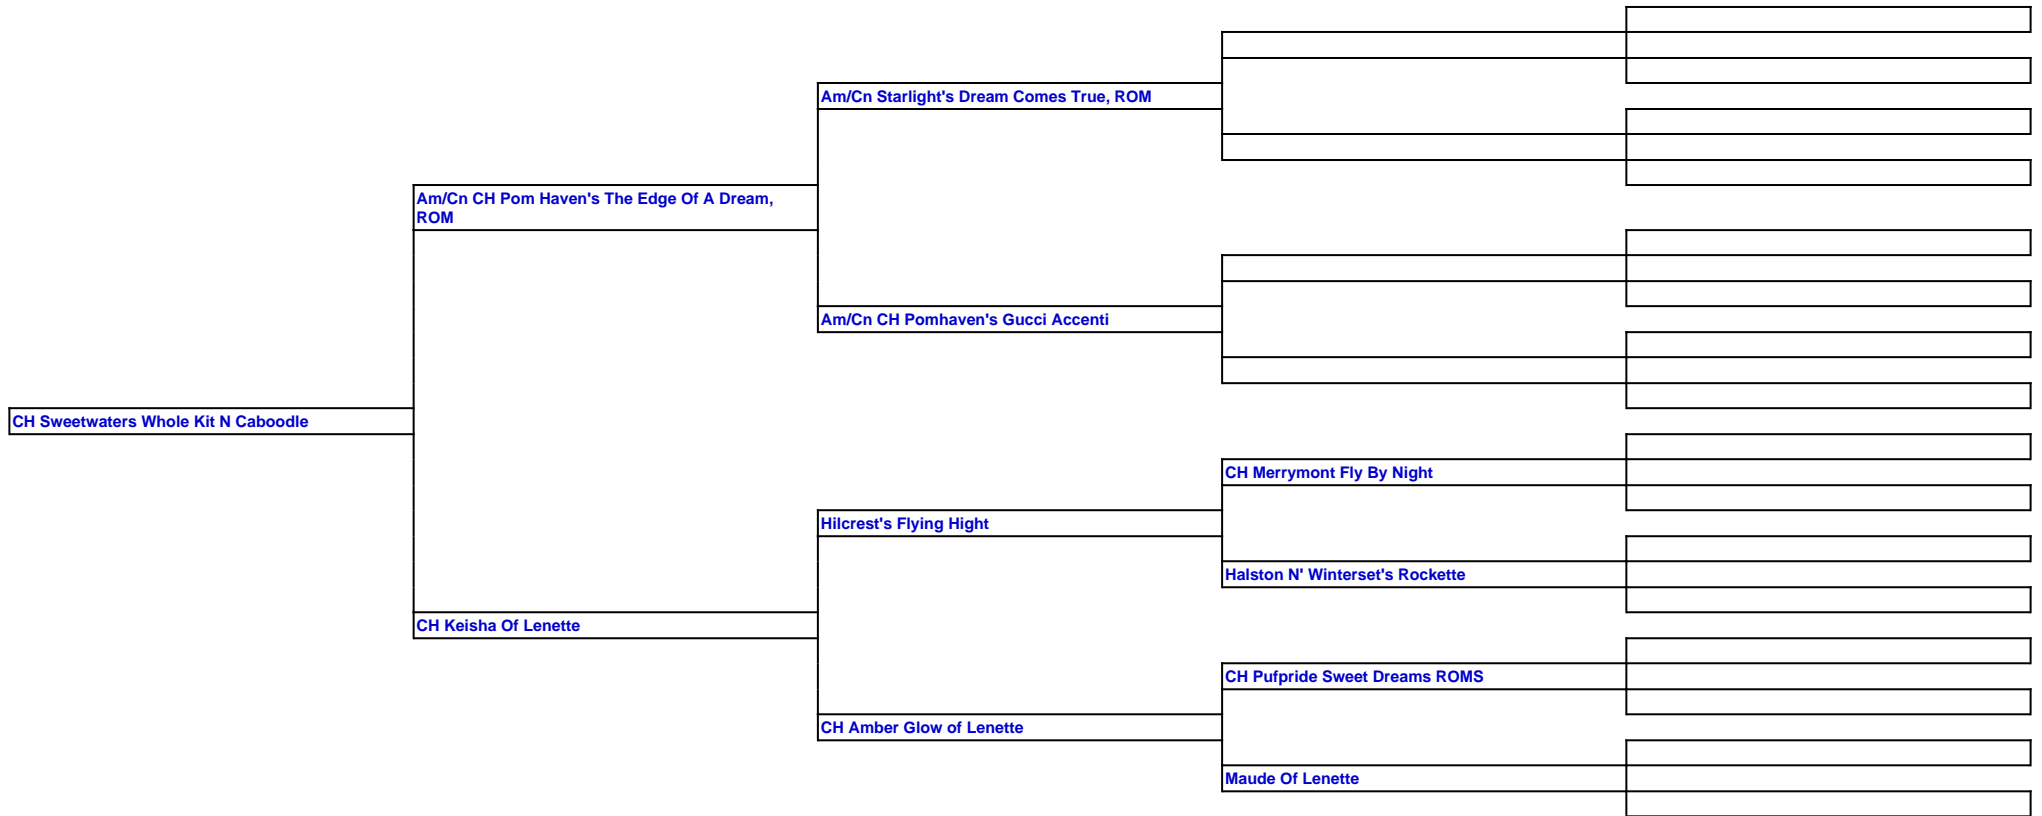 Am/Cn Starlight's Dream Comes True, ROM
Am/Cn CH Pom Haven's The Edge Of A Dream,
ROM
Am/Cn CH Pomhaven's Gucci Accenti
CH Sweetwaters Whole Kit N Caboodle
CH Merrymont Fly By Night
Hilcrest's Flying Hight
Halston N' Winterset's Rockette
CH Keisha Of Lenette
CH Pufpride Sweet Dreams ROMS
CH Amber Glow of Lenette
Maude Of Lenette